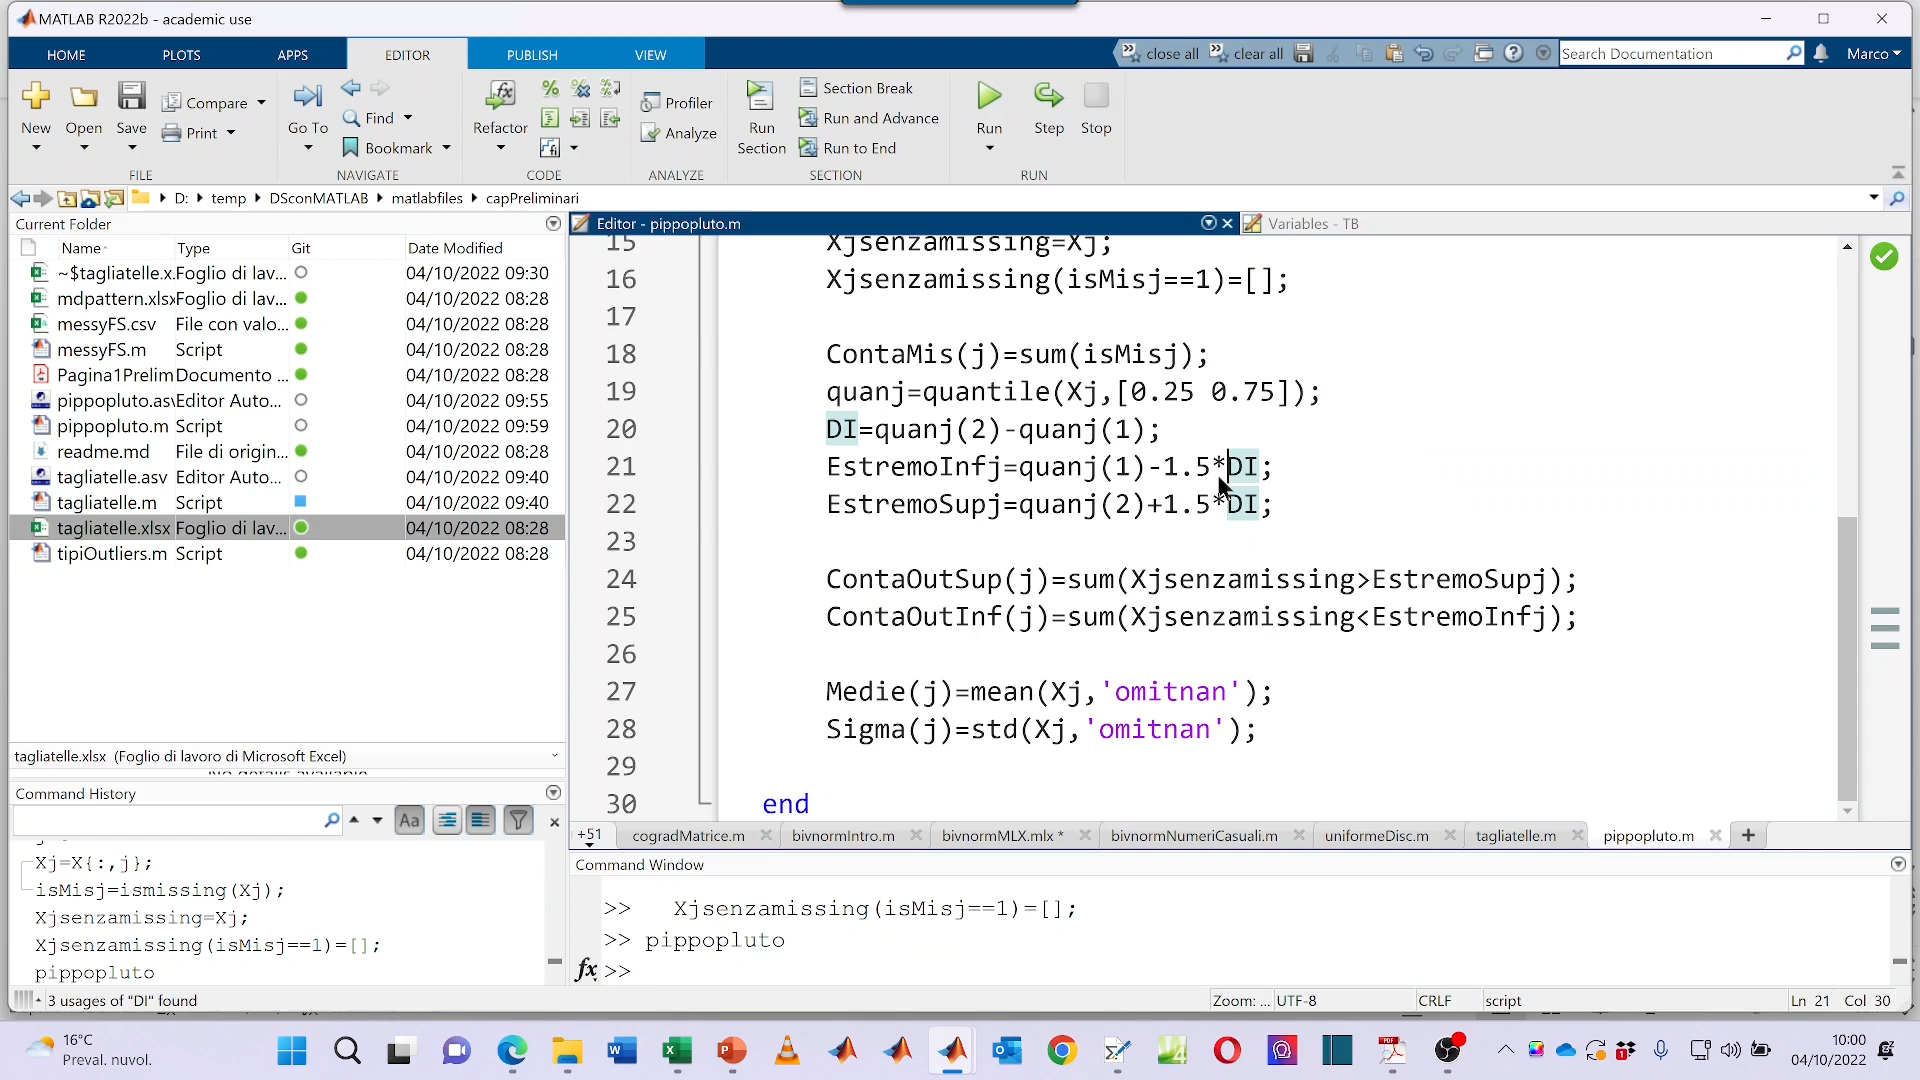 MATLAB R2022b - academic use
HOME PLOTS APPS EDITOR PUBLISH VIEW
close all clear all Search Documentation Marco
New Open Save Compare Print
FILE
Go To Find Bookmark
NAVIGATE
Refactor
CODE
Profiler
Analyze
ANALYZE
Run Section
Section Break
Run and Advance
Run to End
SECTION
Run Step Stop
RUN
D: temp DSconMATLAB matlabfiles capPreliminari
Current Folder
Name Type Git Date Modified
~$tagliatelle.x. Foglio di lav... 04/10/2022 09:30
mdpattern.xlsx Foglio di lav... 04/10/2022 08:28
messyFS.csv File con valo... 04/10/2022 08:28
messyFS.m Script 04/10/2022 08:28
Pagina1Prelim Documento ... 04/10/2022 08:28
pippopluto.as Editor Auto... 04/10/2022 09:55
pippopluto.m Script 04/10/2022 09:59
readme.md File di origin... 04/10/2022 08:28
tagliatelle.asv Editor Auto... 04/10/2022 09:40
tagliatelle.m Script 04/10/2022 09:40
tagliatelle.xlsx Foglio di lav... 04/10/2022 08:28
tipiOutliers.m Script 04/10/2022 08:28
tagliatelle.xlsx (Foglio di lavoro di Microsoft Excel)
Command History
Aa
Xj=X{:,j};
isMisj=ismissing(Xj);
Xjsenzamissing=Xj;
Xjsenzamissing(isMisj==1)=[];
pippopluto
3 usages of "DI" found
Editor - pippopluto.m Variables - TB
15 Xjsenzamissing=Xj;
16 Xjsenzamissing(isMisj==1)=[];
17
18 ContaMis(j)=sum(isMisj);
19 quanj=quantile(Xj,[0.25 0.75]);
20 DI=quanj(2)-quanj(1);
21 EstremoInfj=quanj(1)-1.5*DI;
22 EstremoSupj=quanj(2)+1.5*DI;
23
24 ContaOutSup(j)=sum(Xjsenzamissing>EstremoSupj);
25 ContaOutInf(j)=sum(Xjsenzamissing<EstremoInfj);
26
27 Medie(j)=mean(Xj,'omitnan');
28 Sigma(j)=std(Xj,'omitnan');
29
30 end
+51 cogradMatrice.m bivnormIntro.m bivnormMLX.mlx * bivnormNumeriCasuali.m uniformeDisc.m tagliatelle.m pippopluto.m
Command Window
>> Xjsenzamissing(isMisj==1)=[];
>> pippopluto
fx >>
Zoom: ... UTF-8 CRLF script Ln 21 Col 30
16°C
Preval. nuvol.
10:00
04/10/2022